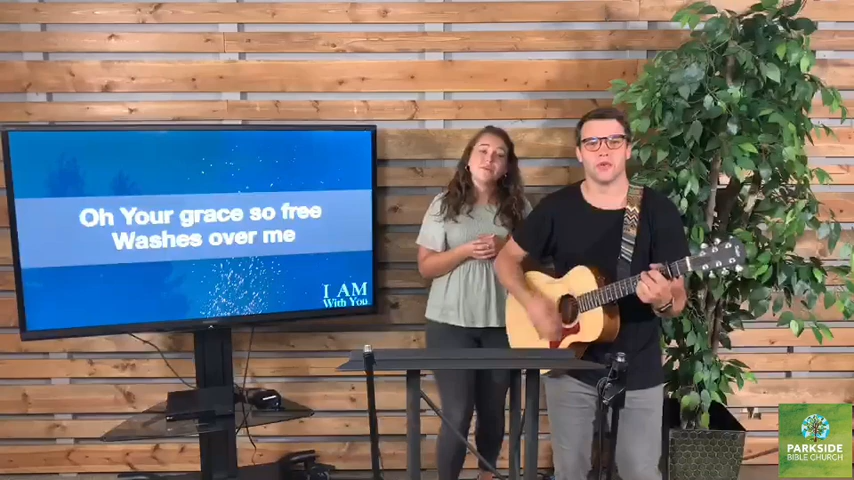 Oh Your grace so free
Washes over me
I AM
With You
PARKSIDE
BIBLE CHURCH